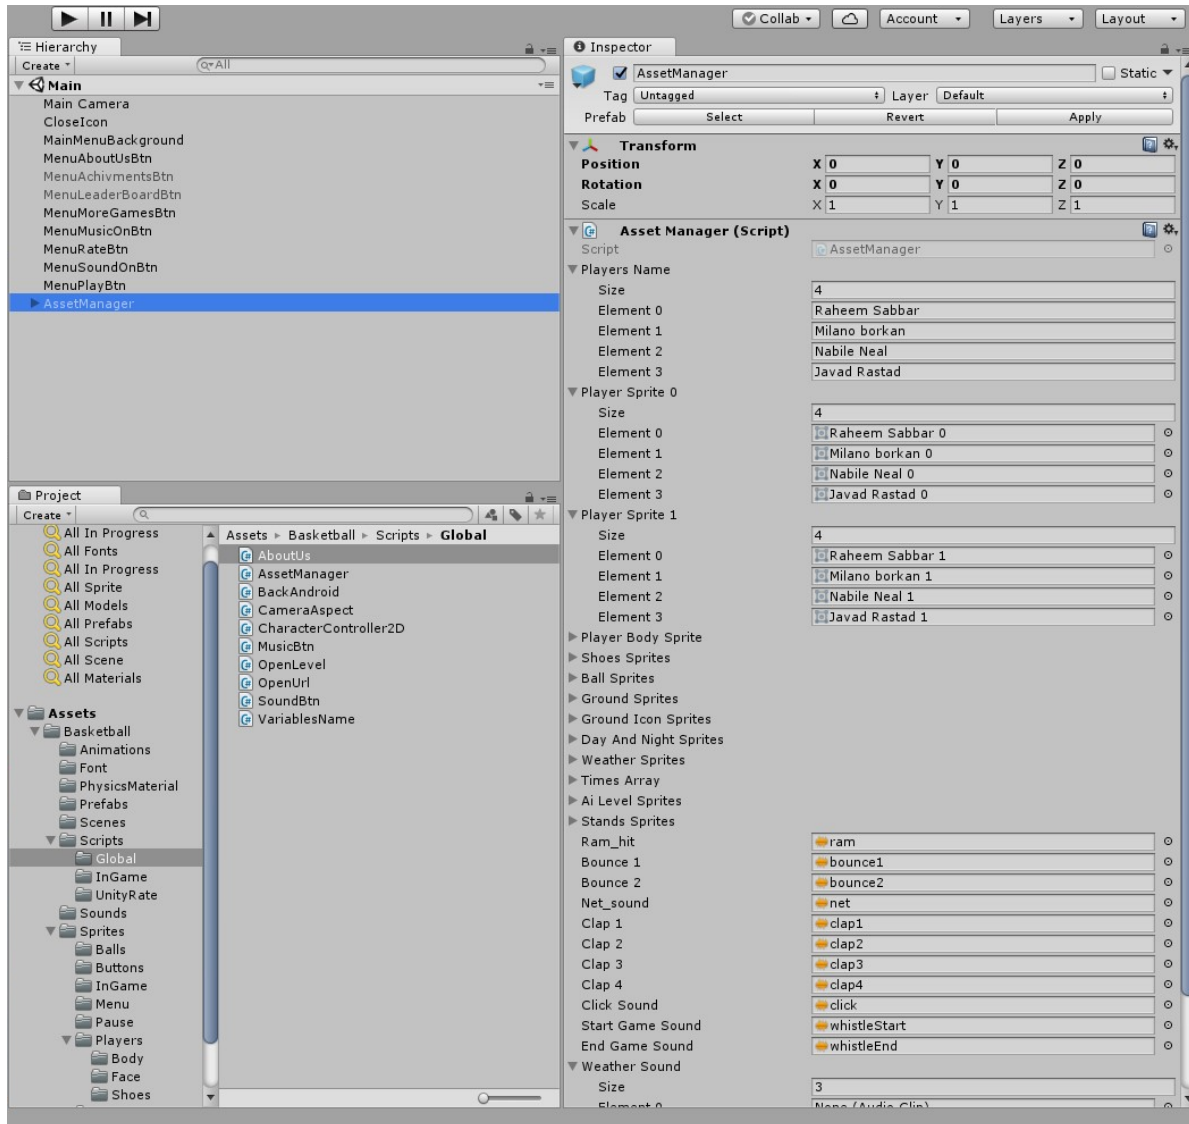 Collab
Account
Layers
Layout
Hierarchy
Create
All
Main
Main Camera
CloseIcon
MainMenuBackground
MenuAboutUsBtn
MenuAchivmentsBtn
MenuLeaderBoardBtn
MenuMoreGamesBtn
MenuMusicOnBtn
MenuRateBtn
MenuSoundOnBtn
MenuPlayBtn
AssetManager
Project
Create
All In Progress
All Fonts
All In Progress
All Sprite
All Models
All Prefabs
All Scripts
All Scene
All Materials
Assets
Basketball
Animations
Font
PhysicsMaterial
Prefabs
Scenes
Scripts
Global
InGame
UnityRate
Sounds
Sprites
Balls
Buttons
InGame
Menu
Pause
Players
Body
Face
Shoes
Assets Basketball Scripts Global
AboutUs
AssetManager
BackAndroid
CameraAspect
CharacterController2D
MusicBtn
OpenLevel
OpenUrl
SoundBtn
VariablesName
Inspector
AssetManager Static
Tag Untagged Layer Default
Prefab Select Revert Apply
Transform
Position X 0 Y 0 Z 0
Rotation X 0 Y 0 Z 0
Scale X 1 Y 1 Z 1
Asset Manager (Script)
Script AssetManager
Players Name
Size 4
Element 0 Raheem Sabbar
Element 1 Milano borkan
Element 2 Nabile Neal
Element 3 Javad Rastad
Player Sprite 0
Size 4
Element 0 Raheem Sabbar 0
Element 1 Milano borkan 0
Element 2 Nabile Neal 0
Element 3 Javad Rastad 0
Player Sprite 1
Size 4
Element 0 Raheem Sabbar 1
Element 1 Milano borkan 1
Element 2 Nabile Neal 1
Element 3 Javad Rastad 1
Player Body Sprite
Shoes Sprites
Ball Sprites
Ground Sprites
Ground Icon Sprites
Day And Night Sprites
Weather Sprites
Times Array
Ai Level Sprites
Stands Sprites
Ram_hit ram
Bounce 1 bounce1
Bounce 2 bounce2
Net_sound net
Clap 1 clap1
Clap 2 clap2
Clap 3 clap3
Clap 4 clap4
Click Sound click
Start Game Sound whistleStart
End Game Sound whistleEnd
Weather Sound
Size 3
Element 0 None (Audio Clip)